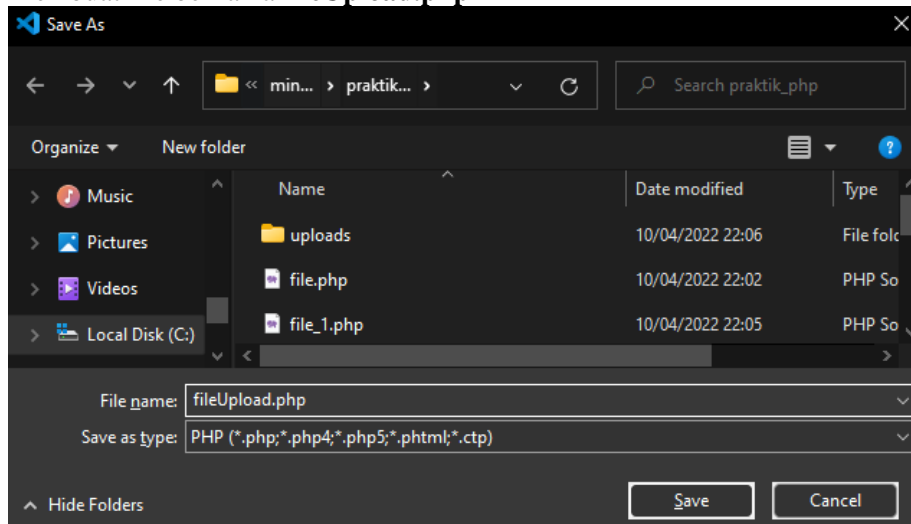 Save As
« min... › praktik... ›
Search praktik_php
Organize
New folder
Name
Date modified
Type
Music
uploads
10/04/2022 22:06
File fold
Pictures
file.php
10/04/2022 22:02
PHP So
Videos
file_1.php
10/04/2022 22:05
PHP So
Local Disk (C:)
File name: fileUpload.php
Save as type: PHP (*.php;*.php4;*.php5;*.phtml;*.ctp)
Hide Folders
Save
Cancel